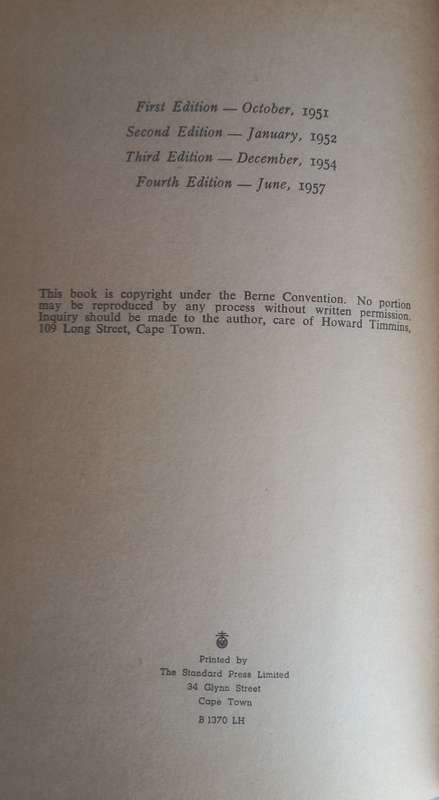 First Edition — October, 1951
Second Edition — January, 1952
Third Edition — December, 1954
Fourth Edition — June, 1957
This book is copyright under the Berne Convention. No portion
may be reproduced by any process without written permission.
Inquiry should be made to the author, care of Howard Timmins,
109 Long Street, Cape Town.
Printed by
The Standard Press Limited
34 Glynn Street
Cape Town
B 1370 LH